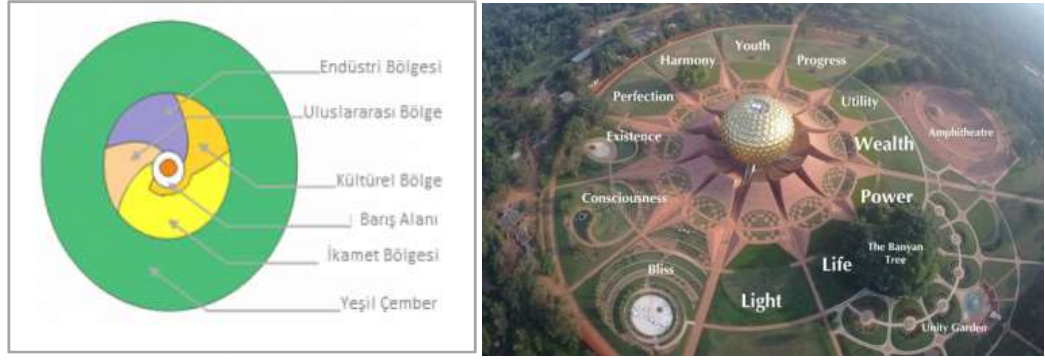 Endüstri Bölgesi
Uluslararası Bölge
Kültürel Bölge
Barış Alanı
İkamet Bölgesi
Yeşil Çember
Youth
Harmony
Progress
Perfection
Utility
Existence
Wealth
Amphitheatre
Consciousness
Power
The Banyan
Tree
Life
Bliss
Light
Unity Garden